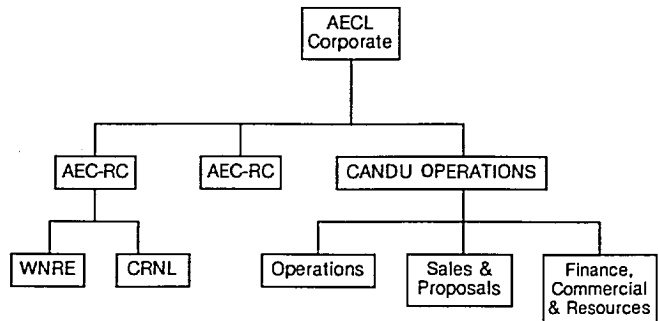 AECL
Corporate
AEC-RC
AEC-RC
CANDU OPERATIONS
WNRE
CRNL
Operations
Sales &
Proposals
Finance,
Commercial
& Resources